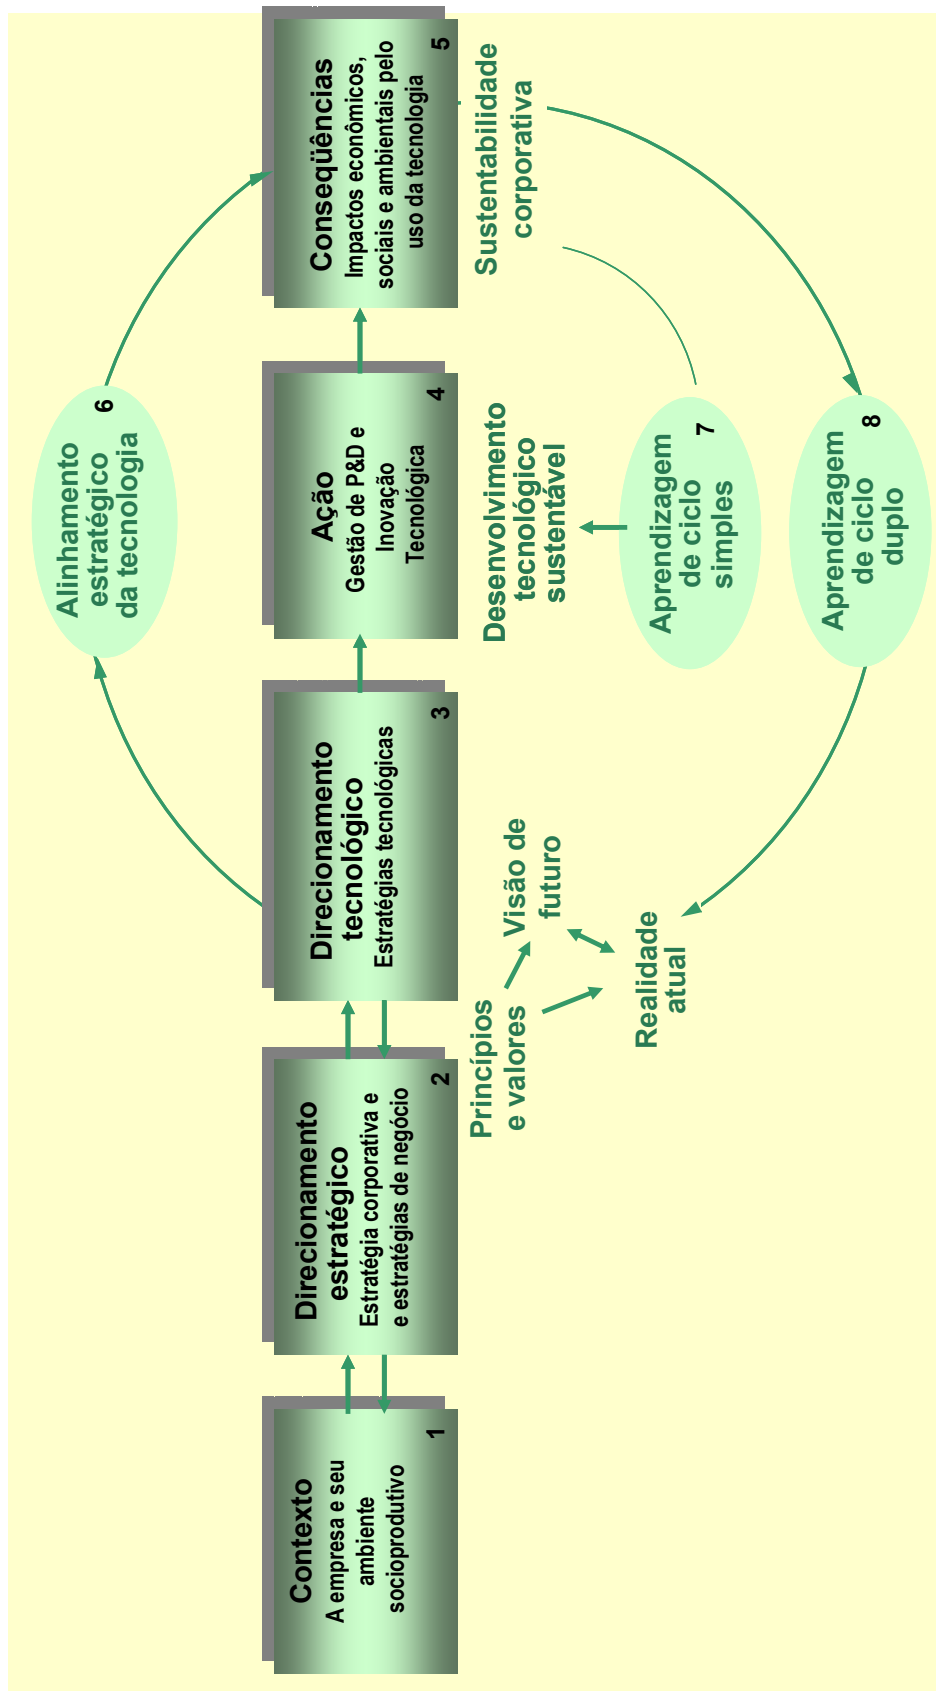 Contexto
A empresa e seu
ambiente
socioprodutivo
1
Direcionamento
estratégico
Estratégia corporativa e
e estratégias de negócio
2
Direcionamento
tecnológico
Estratégias tecnológicas
3
Ação
Gestão de P&D e
Inovação
Tecnológica
4
Conseqüências
Impactos econômicos,
sociais e ambientais pelo
uso da tecnologia
5
Alinhamento
estratégico
da tecnologia
6
Princípios
e valores
Visão de
futuro
Realidade
atual
Desenvolvimento
tecnológico
sustentável
Sustentabilidade
corporativa
Aprendizagem
de ciclo
simples
7
Aprendizagem
de ciclo
duplo
8